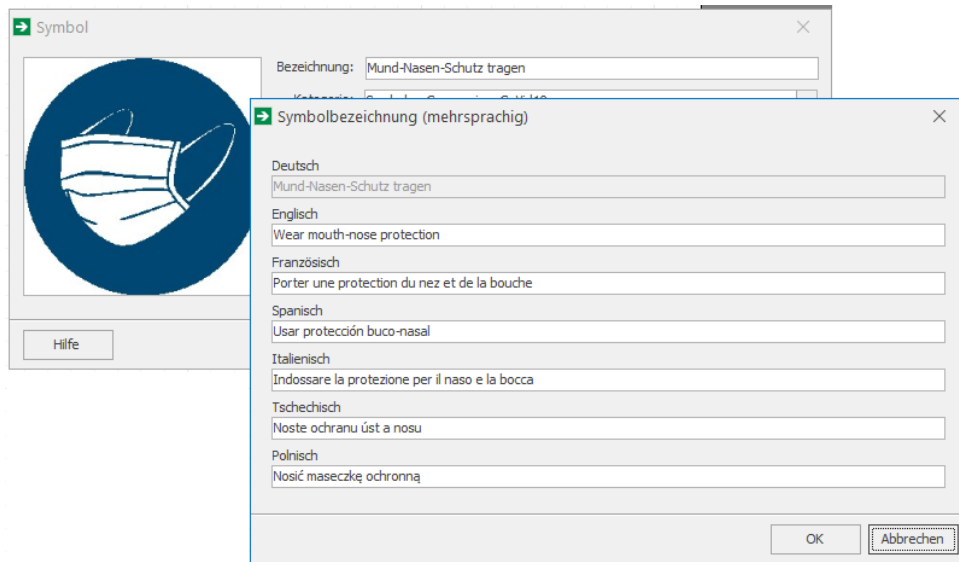 Symbol
Bezeichnung: Mund-Nasen-Schutz tragen
Symbolbezeichnung (mehrsprachig)
Deutsch
Mund-Nasen-Schutz tragen
Englisch
Wear mouth-nose protection
Französisch
Porter une protection du nez et de la bouche
Spanisch
Usar protección buco-nasal
Italienisch
Indossare la protezione per il naso e la bocca
Tschechisch
Noste ochranu úst a nosu
Polnisch
Nosić maseczkę ochronną
Hilfe
OK Abbrechen